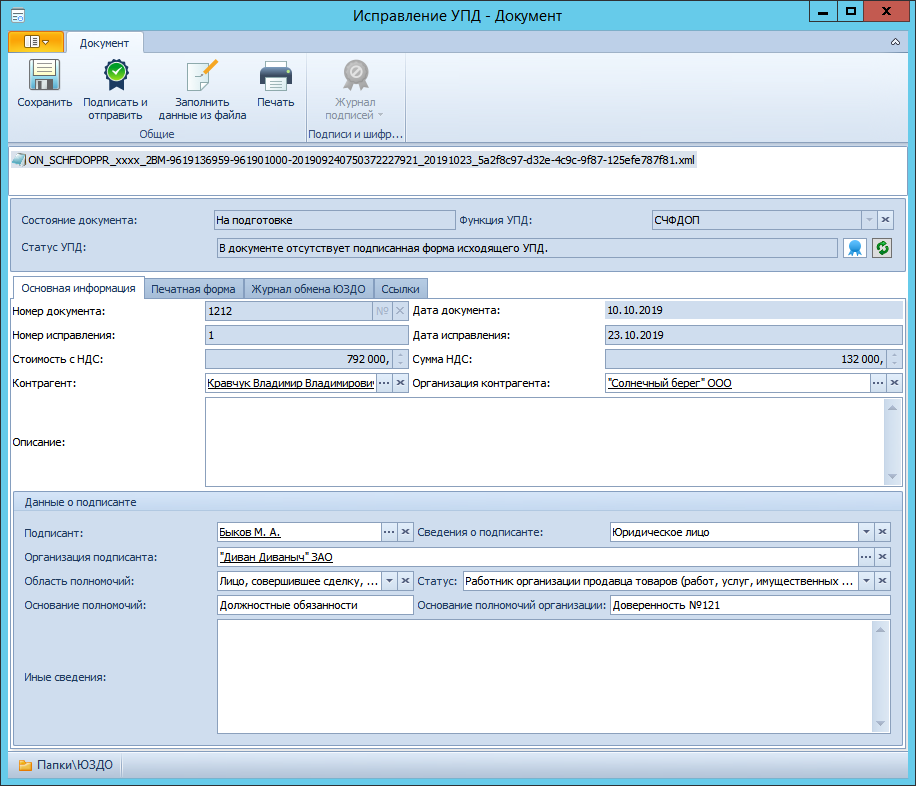 Исправление УПД - Документ
Документ
Сохранить
Подписать и отправить
Заполнить данные из файла
Печать
Журнал подписей
Общие
Подписи и шифр...
ON_SCHFDOPPR_xxxx_2BM-9619136959-961901000-201909240750372227921_20191023_5a2f8c97-d32e-4c9c-9f87-125efe787f81.xml
Состояние документа: На подготовке Функция УПД: СЧФДОП
Статус УПД: В документе отсутствует подписанная форма исходящего УПД.
Основная информация Печатная форма Журнал обмена ЮЗДО Ссылки
Номер документа: 1212 № Дата документа: 10.10.2019
Номер исправления: 1 Дата исправления: 23.10.2019
Стоимость с НДС: 792 000, Сумма НДС: 132 000,
Контрагент: Кравчук Владимир Владимирович ... Организация контрагента: "Солнечный берег" ООО ...
Описание:
Данные о подписанте
Подписант: Быков М. А. ... Сведения о подписанте: Юридическое лицо
Организация подписанта: "Диван Диваныч" ЗАО ...
Область полномочий: Лицо, совершившее сделку, ... Статус: Работник организации продавца товаров (работ, услуг, имущественных ...
Основание полномочий: Должностные обязанности Основание полномочий организации: Доверенность №121
Иные сведения:
Папки\ЮЗДО